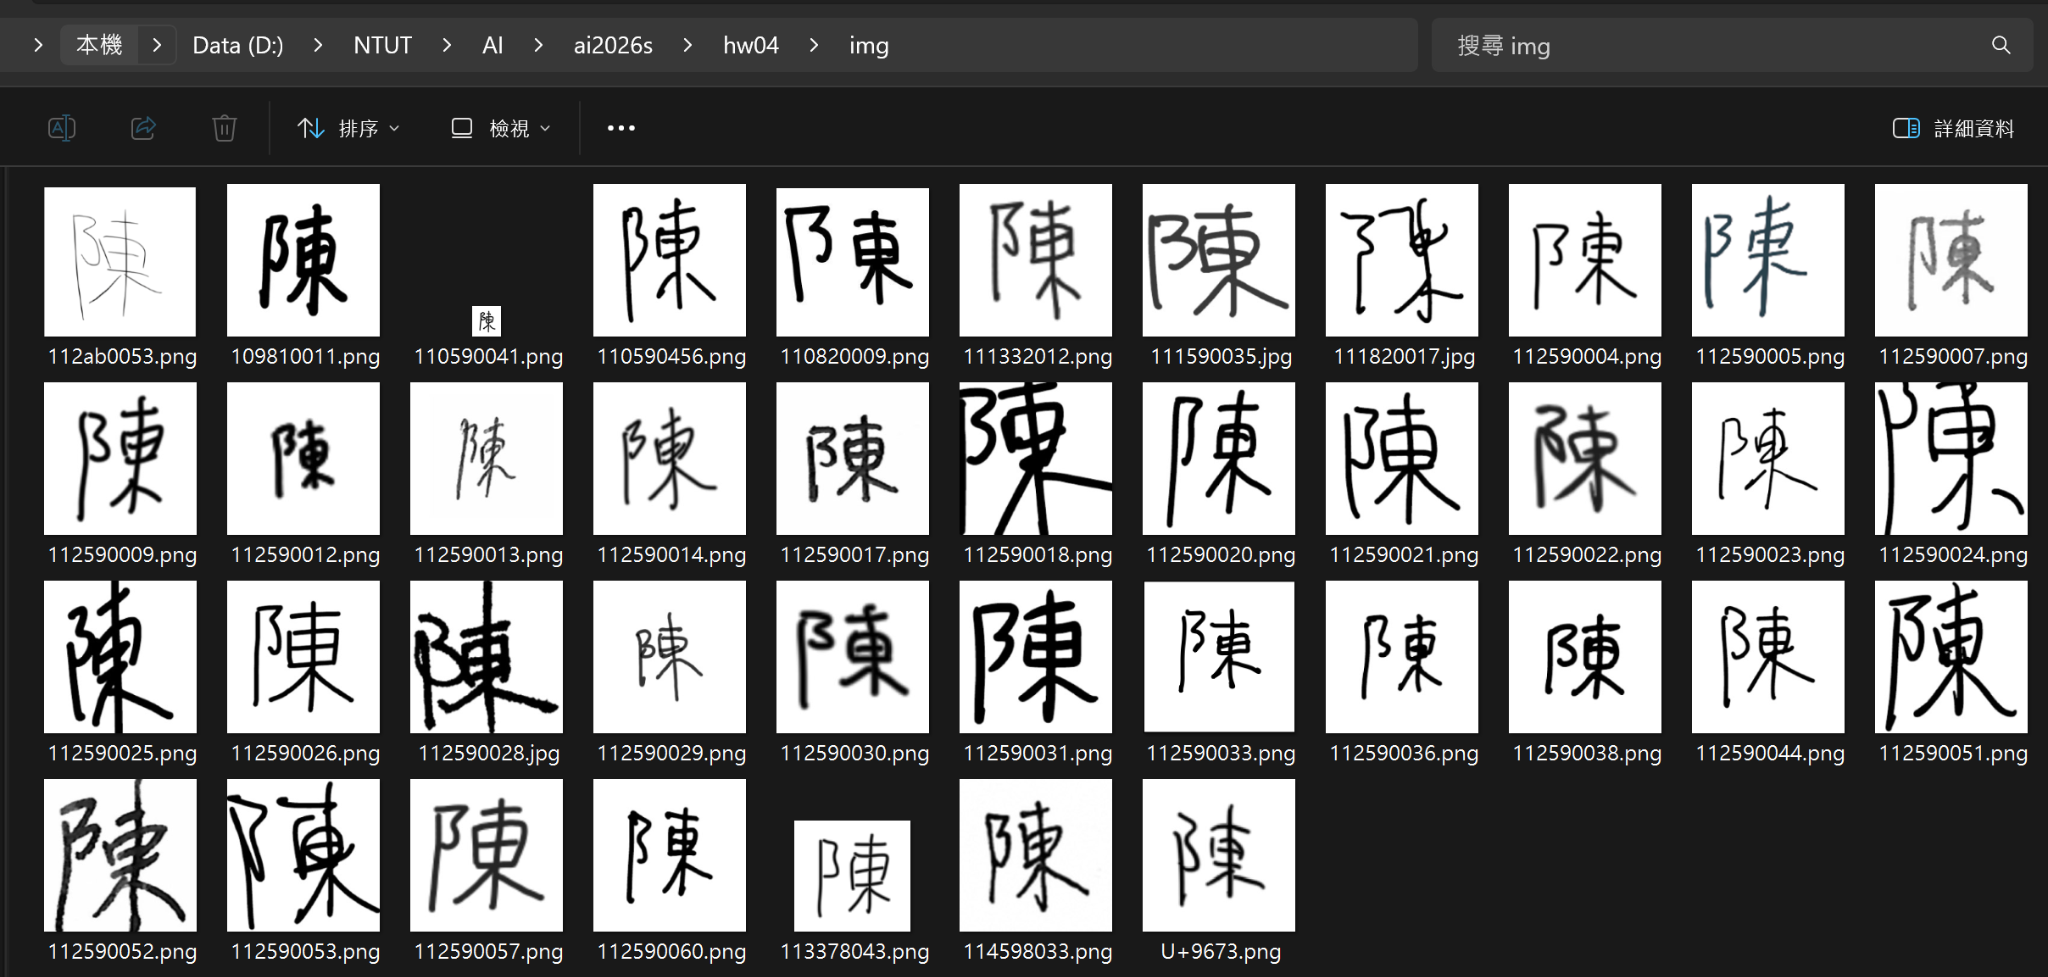 本機 > Data (D:) > NTUT > AI > ai2026s > hw04 > img
搜尋 img
排序 檢視 ••• 詳細資料
陳 陳 陳 陳 陳 陳 陳 陳 陳 陳 陳
112ab0053.png 109810011.png 110590041.png 110590456.png 110820009.png 111332012.png 111590035.jpg 111820017.jpg 112590004.png 112590005.png 112590007.png
陳 陳 陳 陳 陳 陳 陳 陳 陳 陳 陳
112590009.png 112590012.png 112590013.png 112590014.png 112590017.png 112590018.png 112590020.png 112590021.png 112590022.png 112590023.png 112590024.png
陳 陳 陳 陳 陳 陳 陳 陳 陳 陳 陳
112590025.png 112590026.png 112590028.jpg 112590029.png 112590030.png 112590031.png 112590033.png 112590036.png 112590038.png 112590044.png 112590051.png
陳 陳 陳 陳 陳 陳 陳
112590052.png 112590053.png 112590057.png 112590060.png 113378043.png 114598033.png U+9673.png